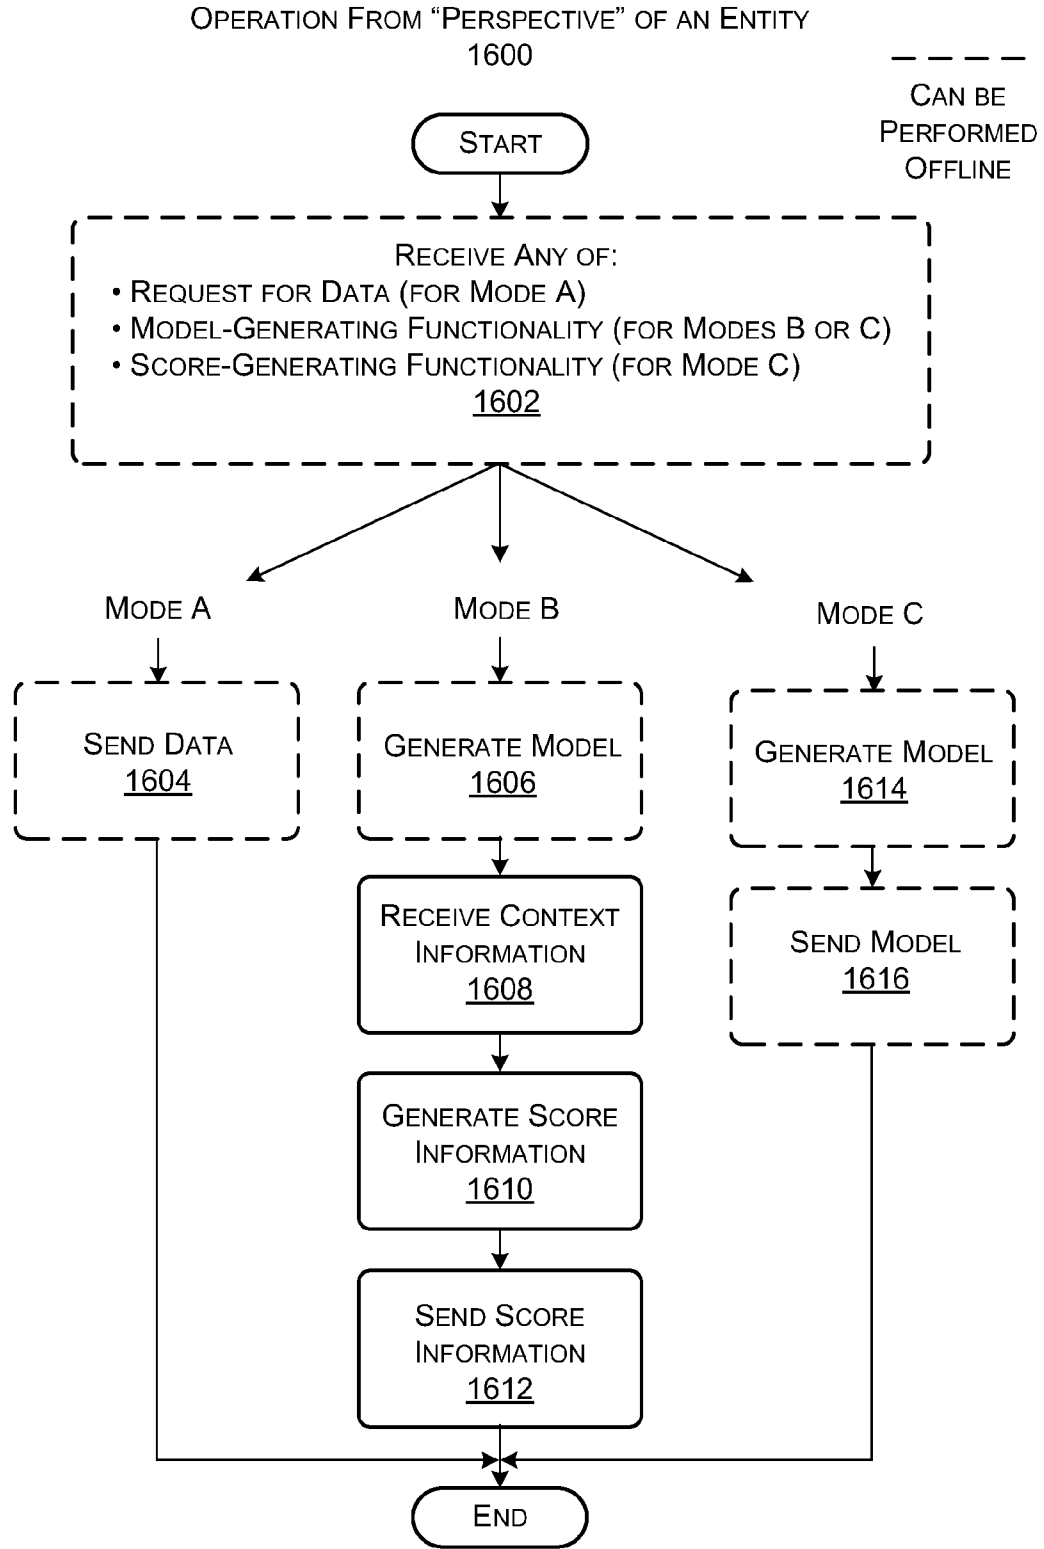 OPERATION FROM “PERSPECTIVE” OF AN ENTITY
1600
CAN BE
PERFORMED
OFFLINE
START
RECEIVE ANY OF:
• REQUEST FOR DATA (FOR MODE A)
• MODEL-GENERATING FUNCTIONALITY (FOR MODES B OR C)
• SCORE-GENERATING FUNCTIONALITY (FOR MODE C)
1602
MODE A
SEND DATA
1604
MODE B
GENERATE MODEL
1606
RECEIVE CONTEXT
INFORMATION
1608
GENERATE SCORE
INFORMATION
1610
SEND SCORE
INFORMATION
1612
MODE C
GENERATE MODEL
1614
SEND MODEL
1616
END